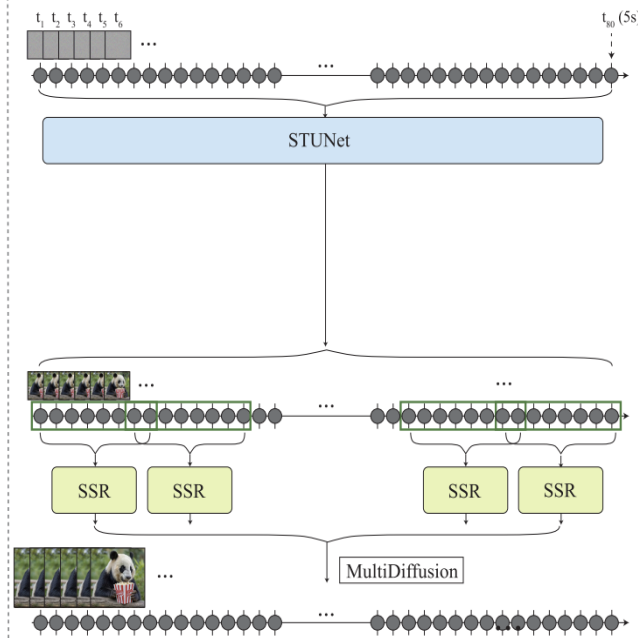 t1 t2 t3 t4 t5 t6
t80 (5s)
...
...
STUNet
...
...
...
SSR SSR SSR SSR
MultiDiffusion
...
...
...